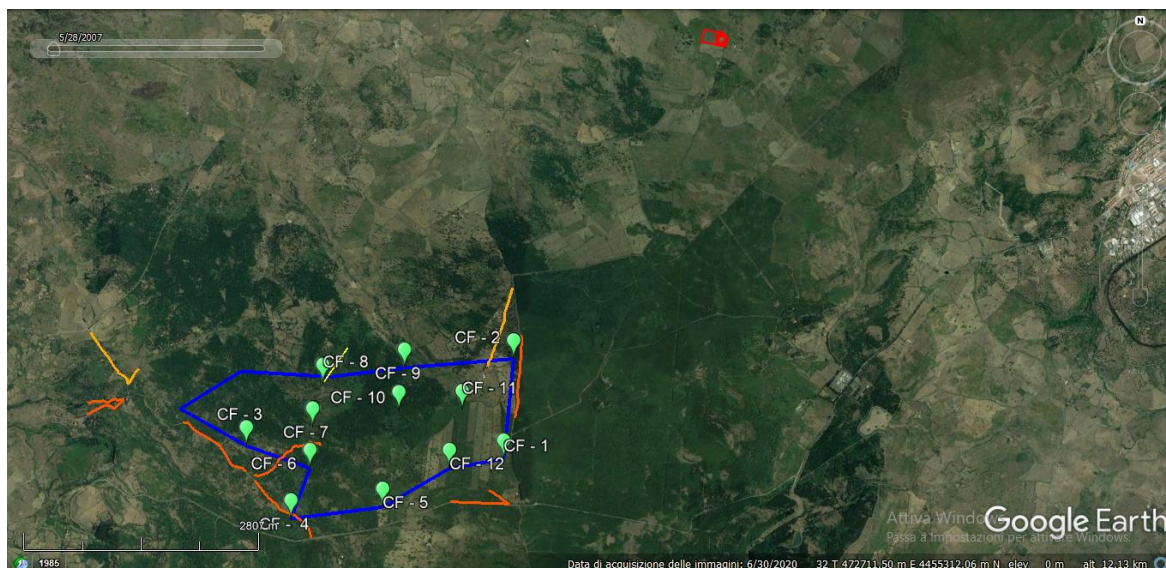 5/28/2007
N
CF - 2
CF - 8
CF - 9
CF - 10
CF - 11
CF - 3
CF - 7
CF - 1
CF - 6
CF - 12
CF - 5
CF - 4
2807 m
Attiva Windows
Google Earth
Passa a Impostazioni per attivare Windows.
1985
Data di acquisizione delle immagini: 6/30/2020 32 T 472711.50 m E 4455312.06 m N elev 0 m alt 12.13 km